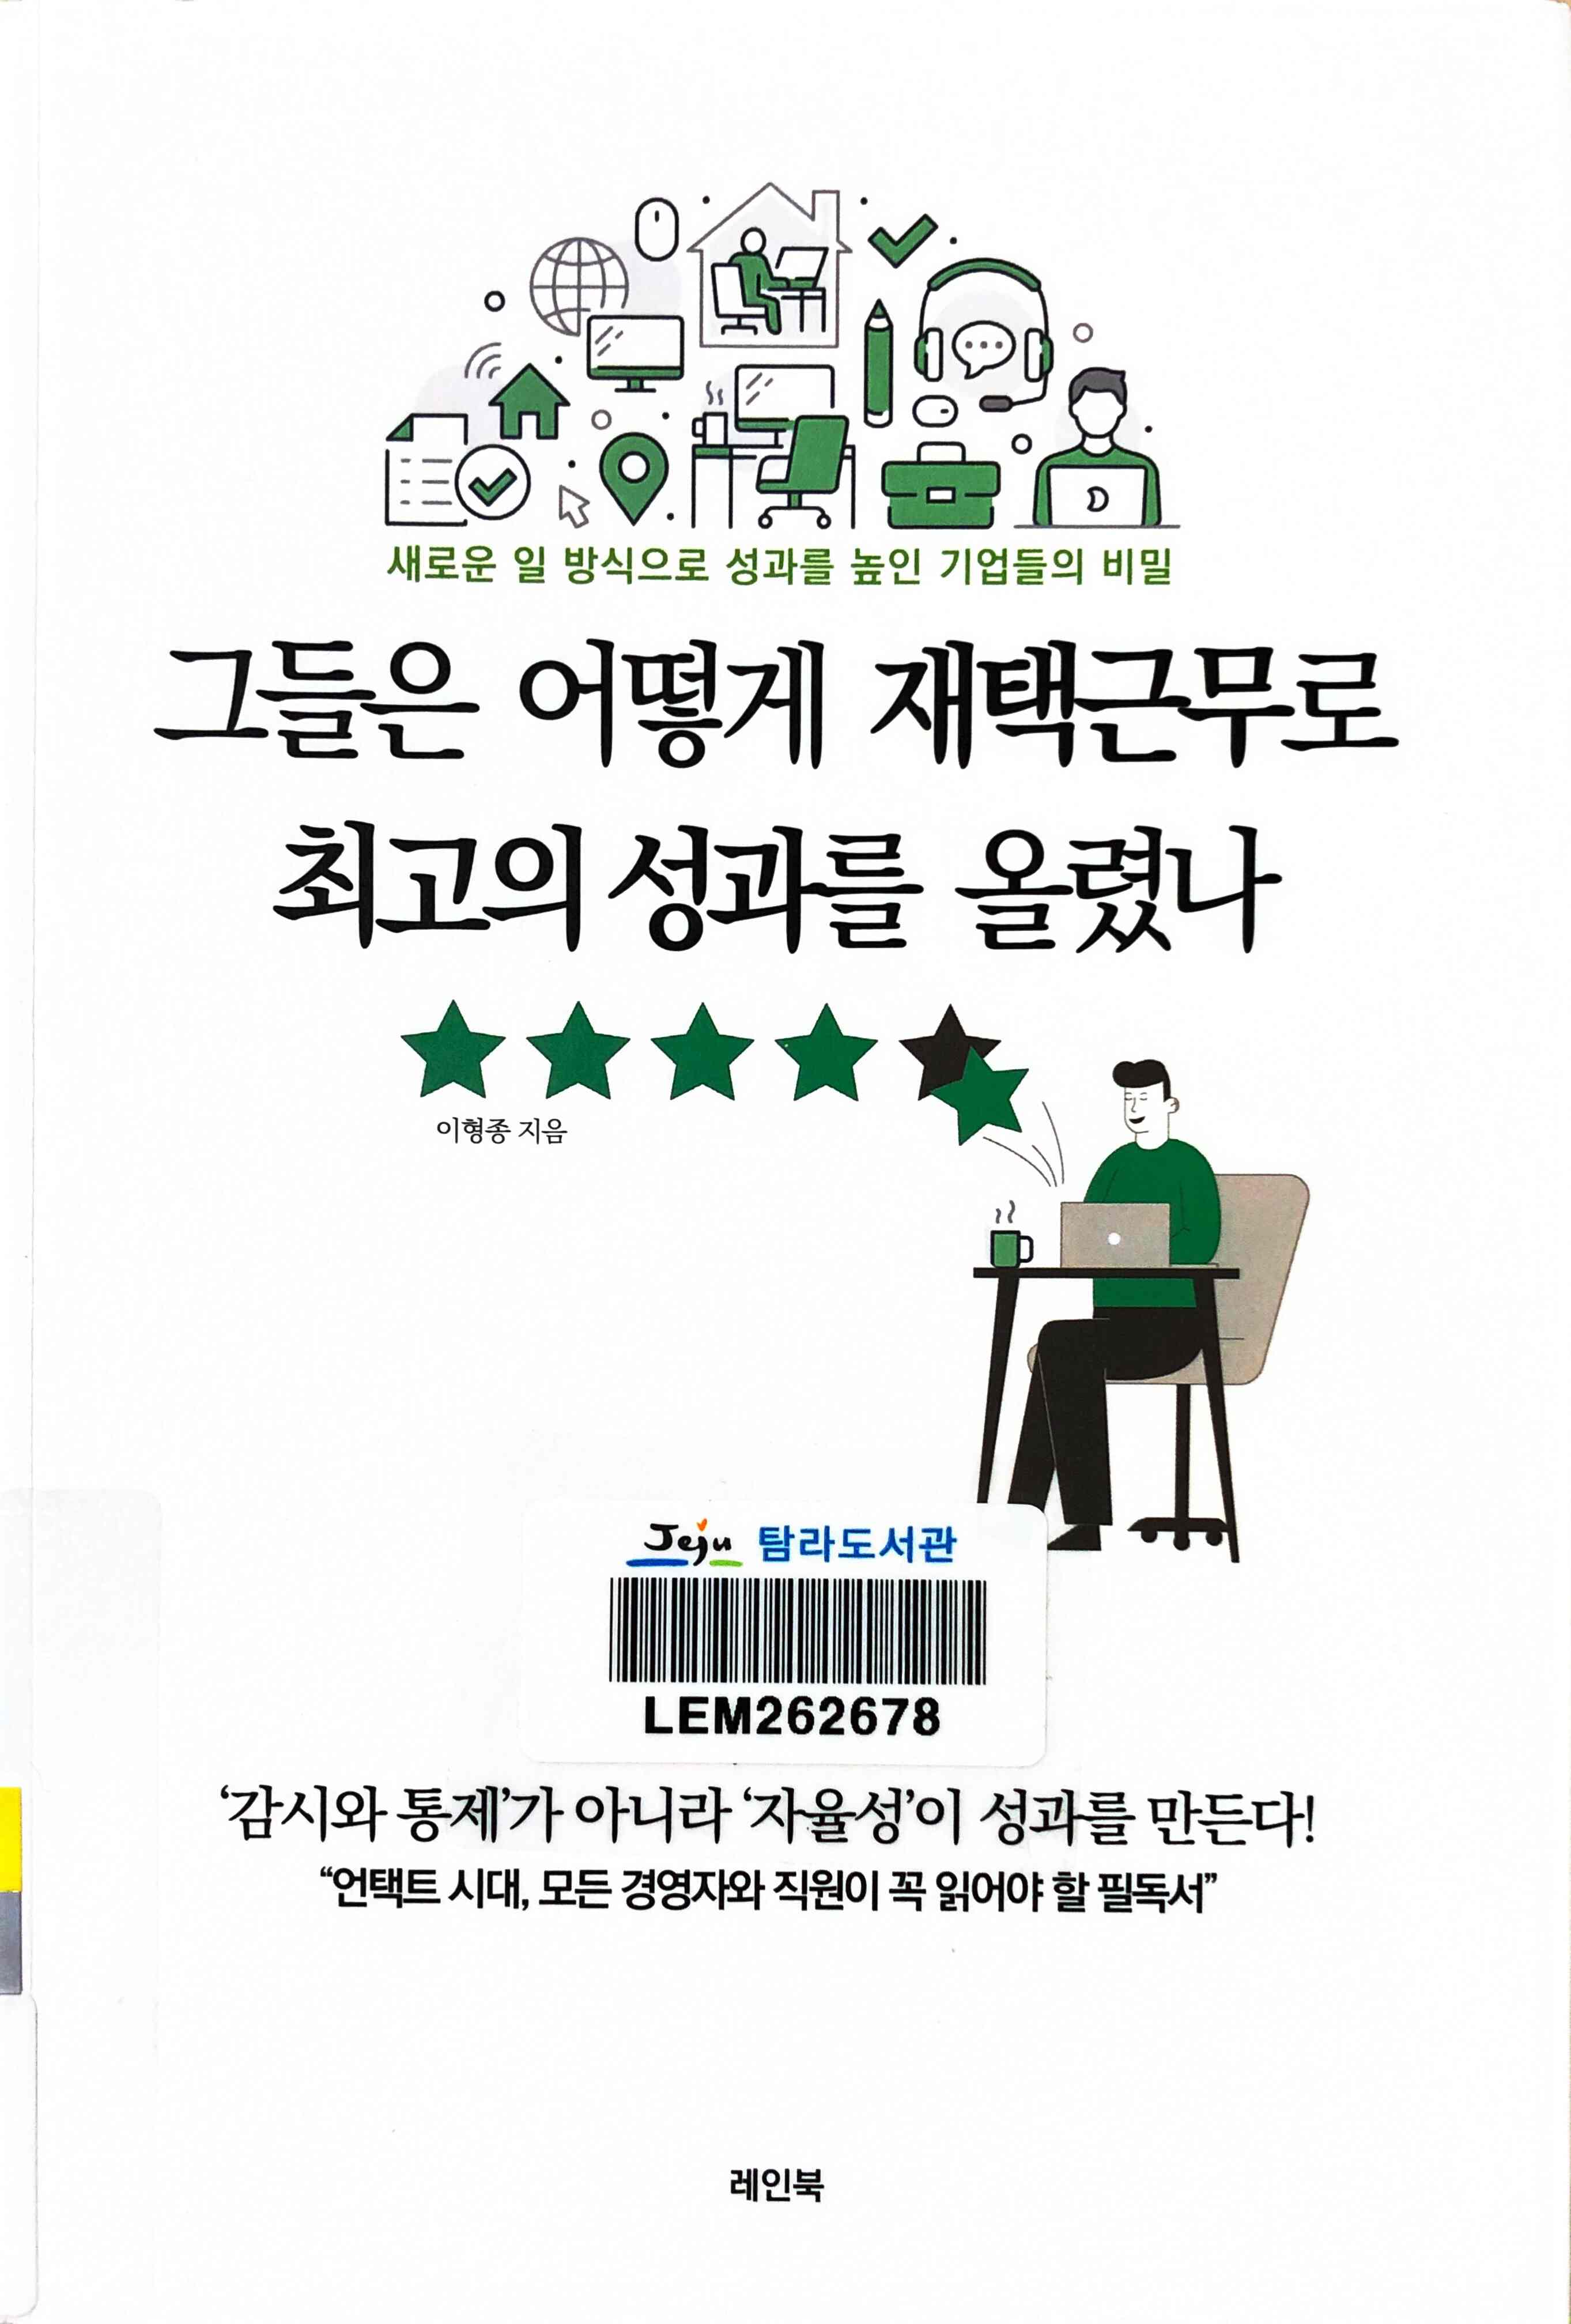 새로운 일 방식으로 성과를 높인 기업들의 비밀
그들은 어떻게 재택근무로
최고의 성과를 올렸나
이형종 지음
Jeju 탐라도서관
LEM262678
‘감시와 통제’가 아니라 ‘자율성’이 성과를 만든다!
“언택트 시대, 모든 경영자와 직원이 꼭 읽어야 할 필독서”
레인북